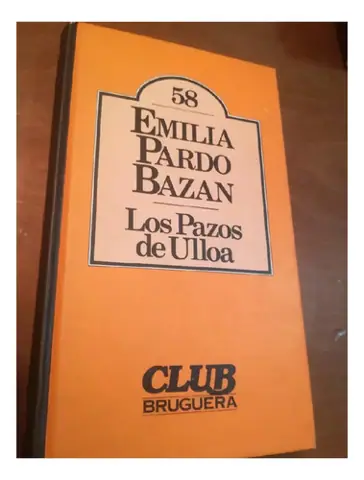 58
EMILIA
PARDO
BAZAN
Los Pazos
de Ulloa
CLUB
BRUGUERA